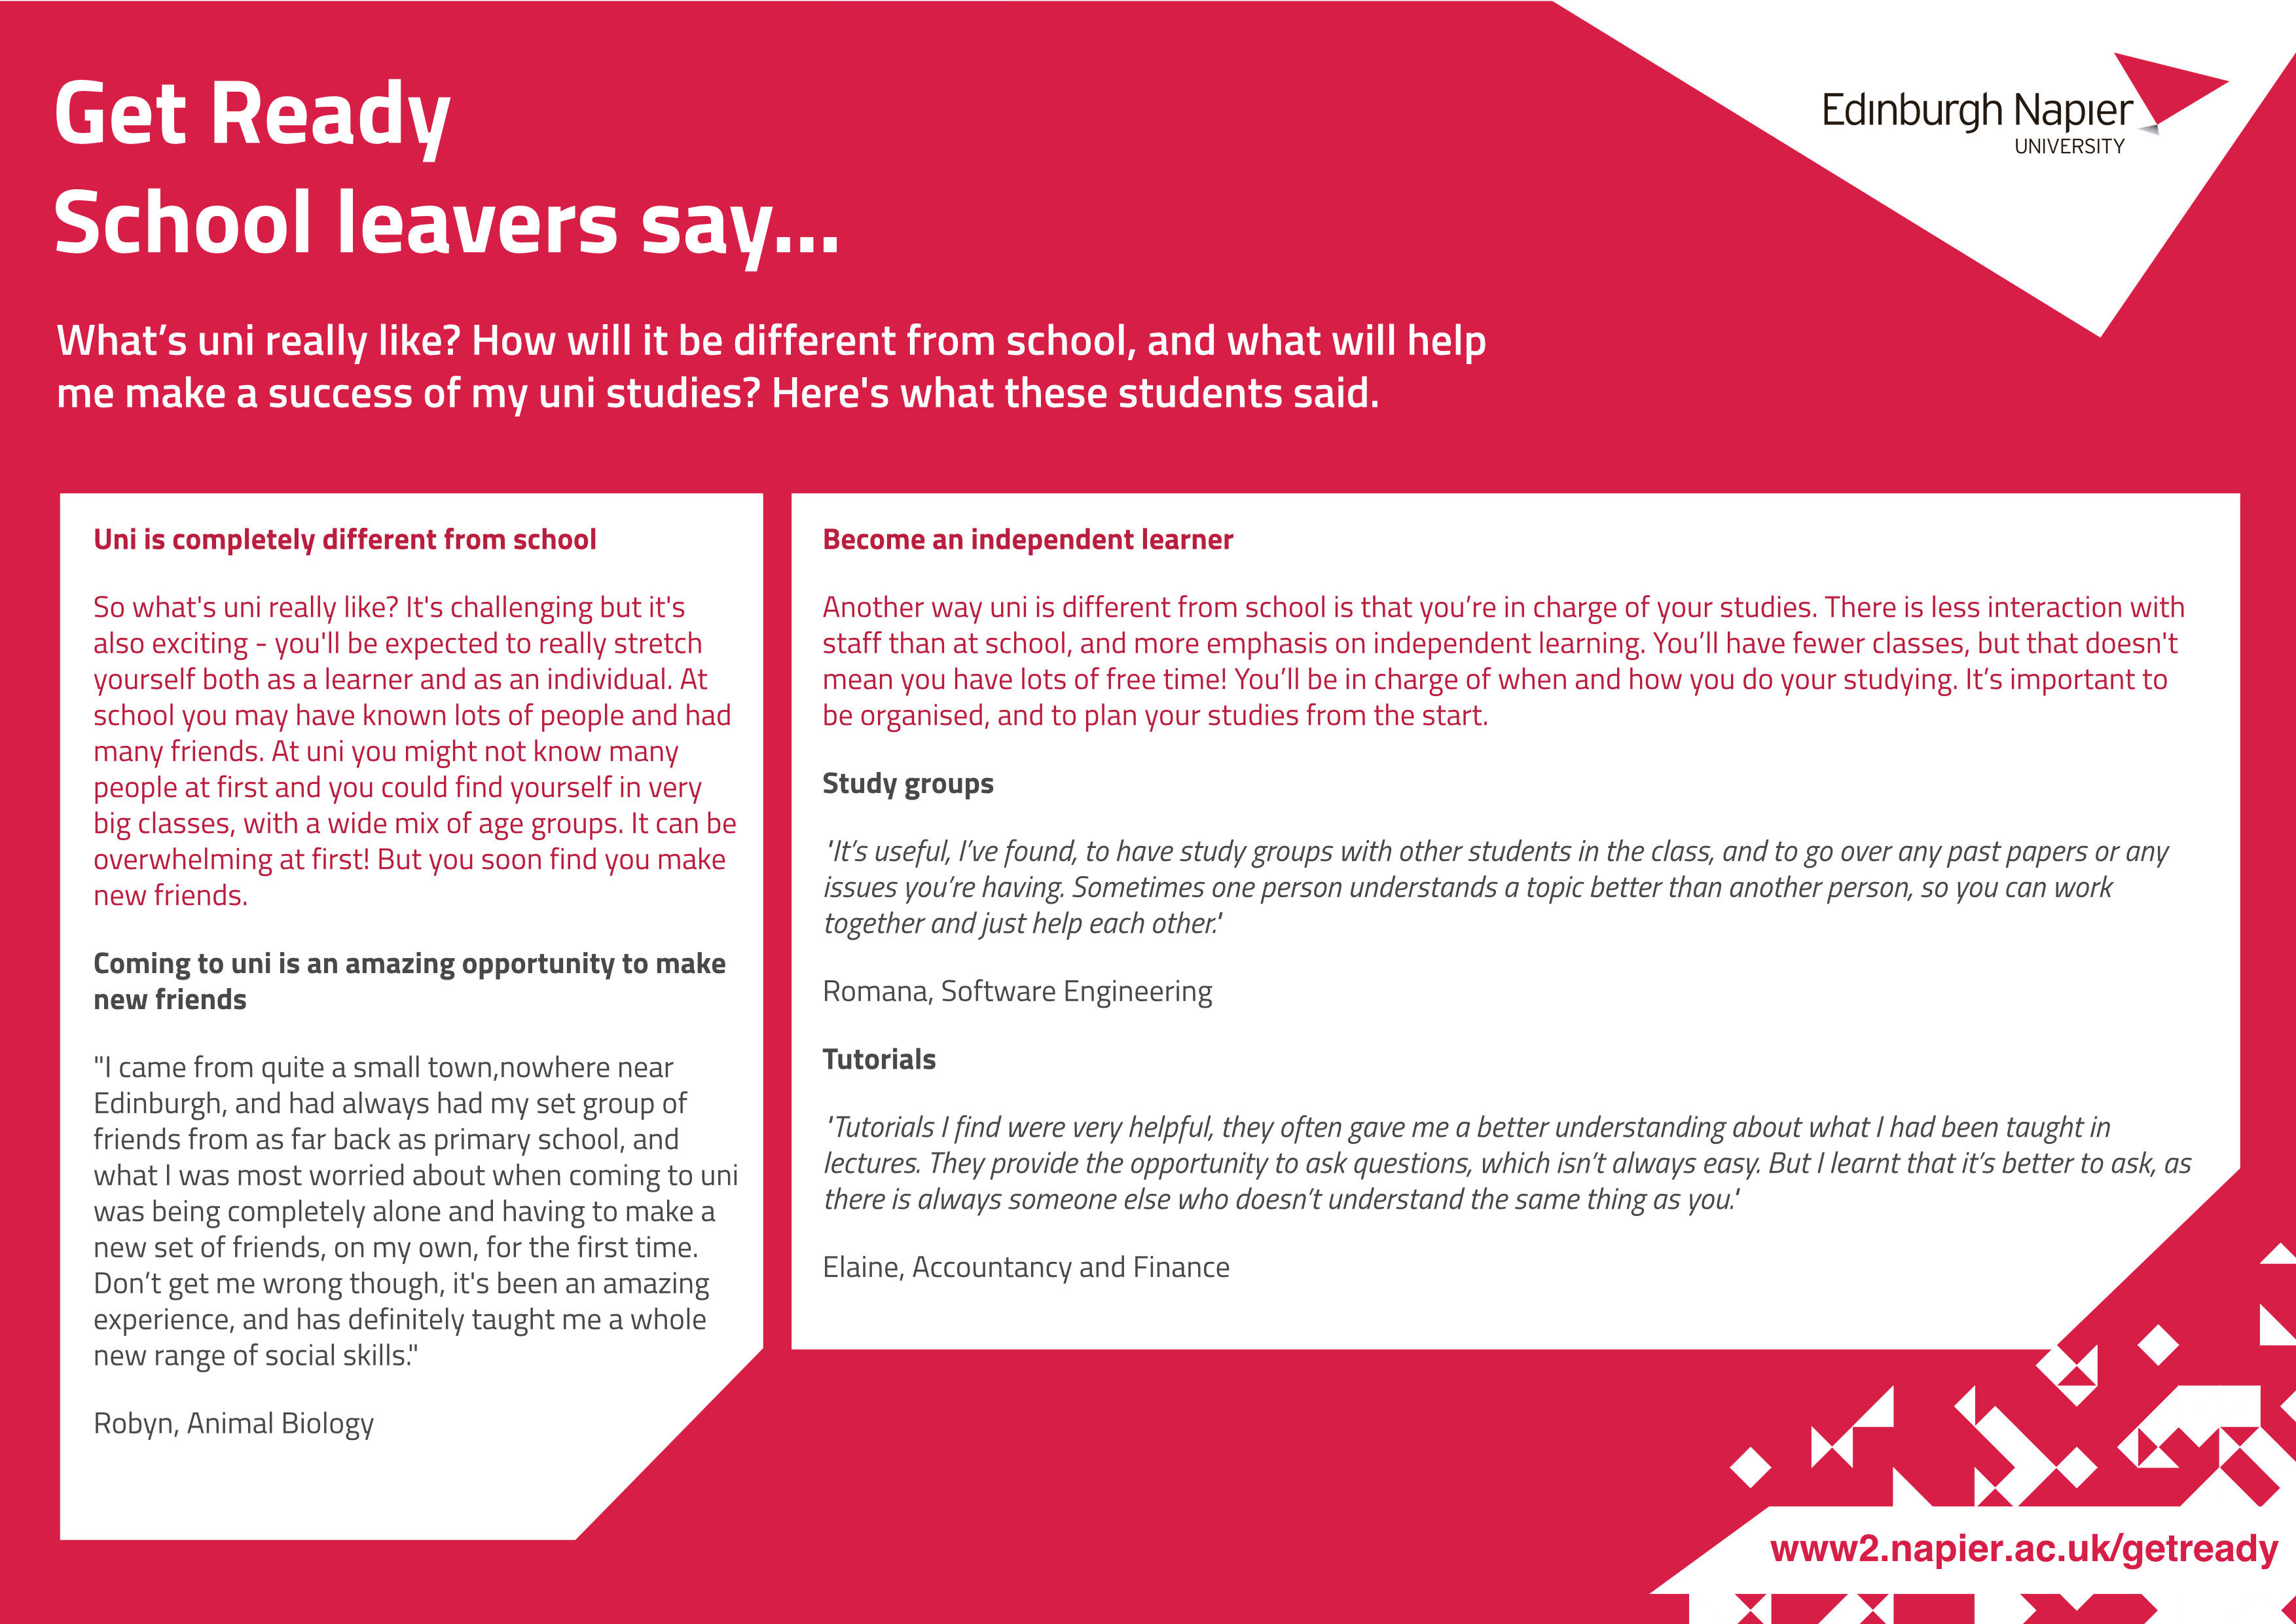 Get Ready
School leavers say...
Edinburgh Napier
UNIVERSITY
What’s uni really like? How will it be different from school, and what will help
me make a success of my uni studies? Here's what these students said.
Uni is completely different from school
So what's uni really like? It's challenging but it's
also exciting - you'll be expected to really stretch
yourself both as a learner and as an individual. At
school you may have known lots of people and had
many friends. At uni you might not know many
people at first and you could find yourself in very
big classes, with a wide mix of age groups. It can be
overwhelming at first! But you soon find you make
new friends.
Coming to uni is an amazing opportunity to make
new friends
"I came from quite a small town,nowhere near
Edinburgh, and had always had my set group of
friends from as far back as primary school, and
what I was most worried about when coming to uni
was being completely alone and having to make a
new set of friends, on my own, for the first time.
Don’t get me wrong though, it's been an amazing
experience, and has definitely taught me a whole
new range of social skills."
Robyn, Animal Biology
Become an independent learner
Another way uni is different from school is that you’re in charge of your studies. There is less interaction with
staff than at school, and more emphasis on independent learning. You’ll have fewer classes, but that doesn't
mean you have lots of free time! You’ll be in charge of when and how you do your studying. It’s important to
be organised, and to plan your studies from the start.
Study groups
'It’s useful, I’ve found, to have study groups with other students in the class, and to go over any past papers or any
issues you’re having. Sometimes one person understands a topic better than another person, so you can work
together and just help each other.'
Romana, Software Engineering
Tutorials
'Tutorials I find were very helpful, they often gave me a better understanding about what I had been taught in
lectures. They provide the opportunity to ask questions, which isn’t always easy. But I learnt that it’s better to ask, as
there is always someone else who doesn’t understand the same thing as you.'
Elaine, Accountancy and Finance
www2.napier.ac.uk/getready